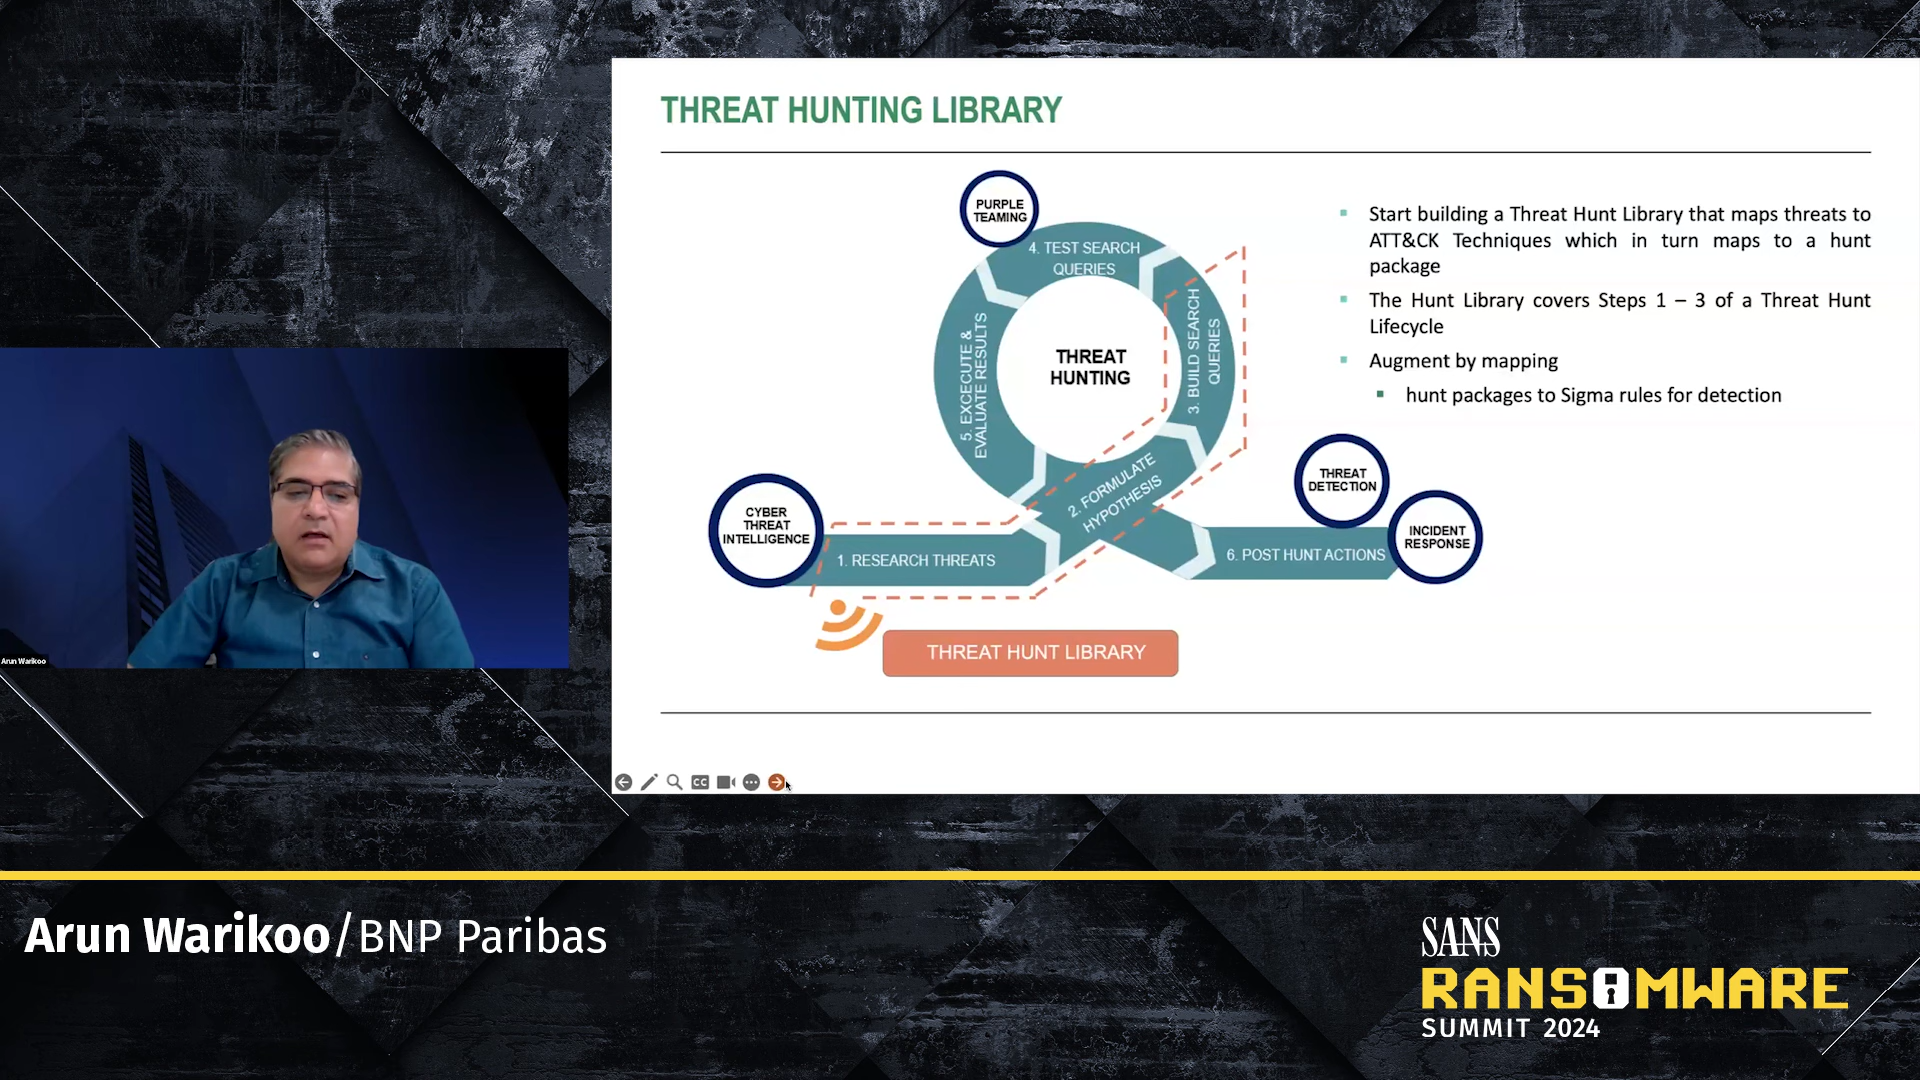 THREAT HUNTING LIBRARY
PURPLE
TEAMING
4. TEST SEARCH
QUERIES
3. BUILD SEARCH
QUERIES
5. EXCECUTE &
EVALUATE RESULTS
THREAT
HUNTING
2. FORMULATE
HYPOTHESIS
CYBER
THREAT
INTELLIGENCE
1. RESEARCH THREATS
6. POST HUNT ACTIONS
THREAT
DETECTION
INCIDENT
RESPONSE
THREAT HUNT LIBRARY
Start building a Threat Hunt Library that maps threats to
ATT&CK Techniques which in turn maps to a hunt
package
The Hunt Library covers Steps 1 – 3 of a Threat Hunt
Lifecycle
Augment by mapping
hunt packages to Sigma rules for detection
CC
Arun Warikoo
Arun Warikoo/BNP Paribas
SANS
RANSOMWARE
SUMMIT 2024